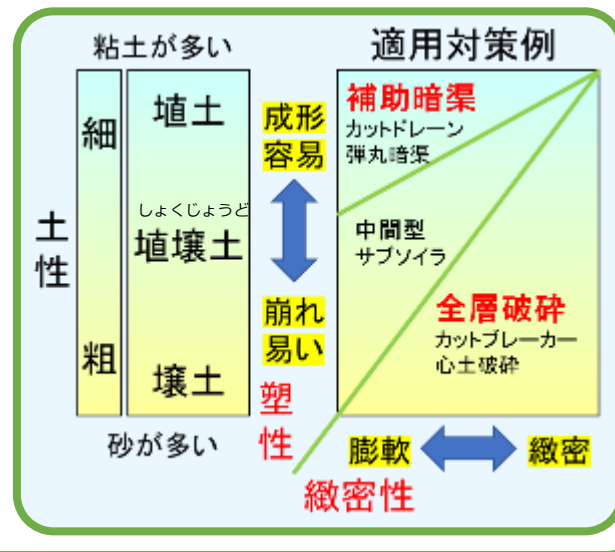 粘土が多い
適用対策例
土性
細
粗
埴土
しょくじょうど
埴壌土
壌土
砂が多い
成形
容易
崩れ
易い
塑性
補助暗渠
カットドレーン
弾丸暗渠
中間型
サブソイラ
全層破砕
カットブレーカー
心土破砕
膨軟
緻密
緻密性